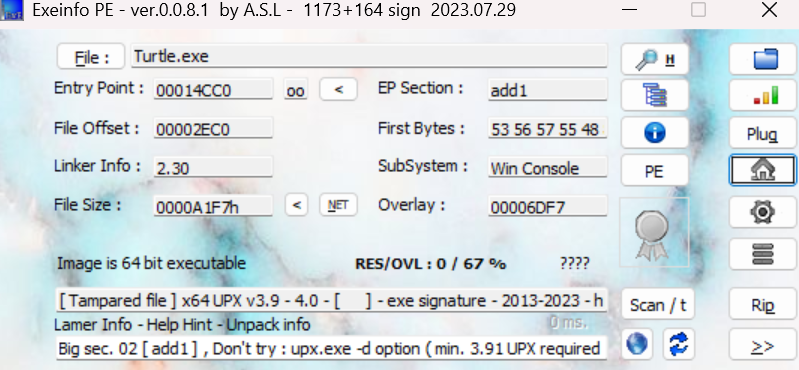 Exeinfo PE - ver.0.0.8.1 by A.S.L - 1173+164 sign 2023.07.29
File : Turtle.exe H
Entry Point : 00014CC0 oo < EP Section : add1
File Offset : 00002EC0 First Bytes : 53 56 57 55 48 Plug
Linker Info : 2.30 SubSystem : Win Console PE
File Size : 0000A1F7h < NET Overlay : 00006DF7
Image is 64 bit executable RES/OVL : 0 / 67 % ????
[ Tampared file ] x64 UPX v3.9 - 4.0 - [ ] - exe signature - 2013-2023 - h Scan / t Rip
Lamer Info - Help Hint - Unpack info 0 ms.
Big sec. 02 [ add1 ] , Don't try : upx.exe -d option ( min. 3.91 UPX required >>